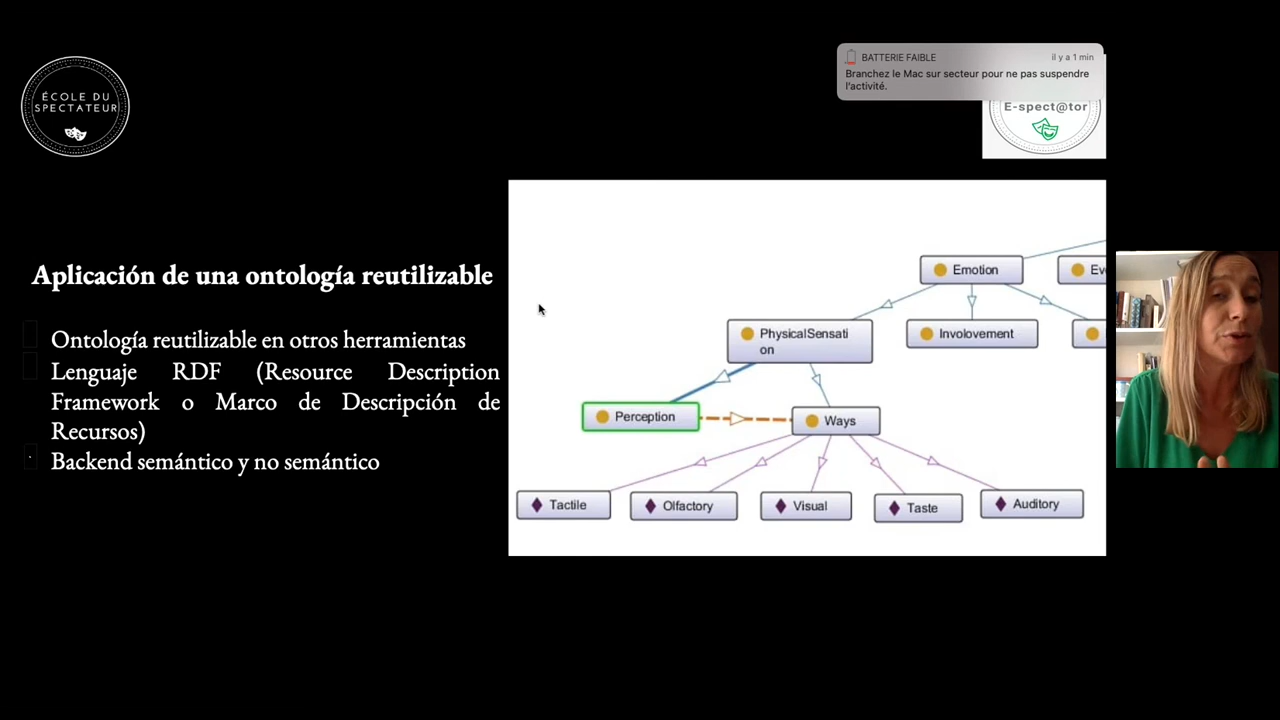 ÉCOLE DU
SPECTATEUR
BATTERIE FAIBLE
il y a 1 min
Branchez le Mac sur secteur pour ne pas suspendre
l'activité.
E-spect@tor
Aplicación de una ontología reutilizable
Ontología reutilizable en otros herramientas
Lenguaje RDF (Resource Description
Framework o Marco de Descripción de
Recursos)
Backend semántico y no semántico
Emotion
Ev
PhysicalSensati
on
Involovement
Perception
Ways
Tactile
Olfactory
Visual
Taste
Auditory